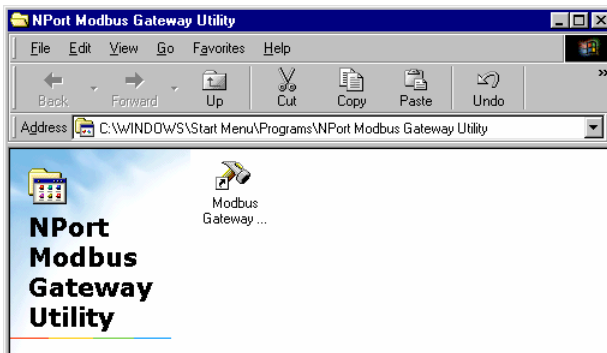 NPort Modbus Gateway Utility
File Edit View Go Favorites Help
Back Forward Up Cut Copy Paste Undo »
Address C:\WINDOWS\Start Menu\Programs\NPort Modbus Gateway Utility
NPort
Modbus
Gateway
Utility
Modbus
Gateway ...